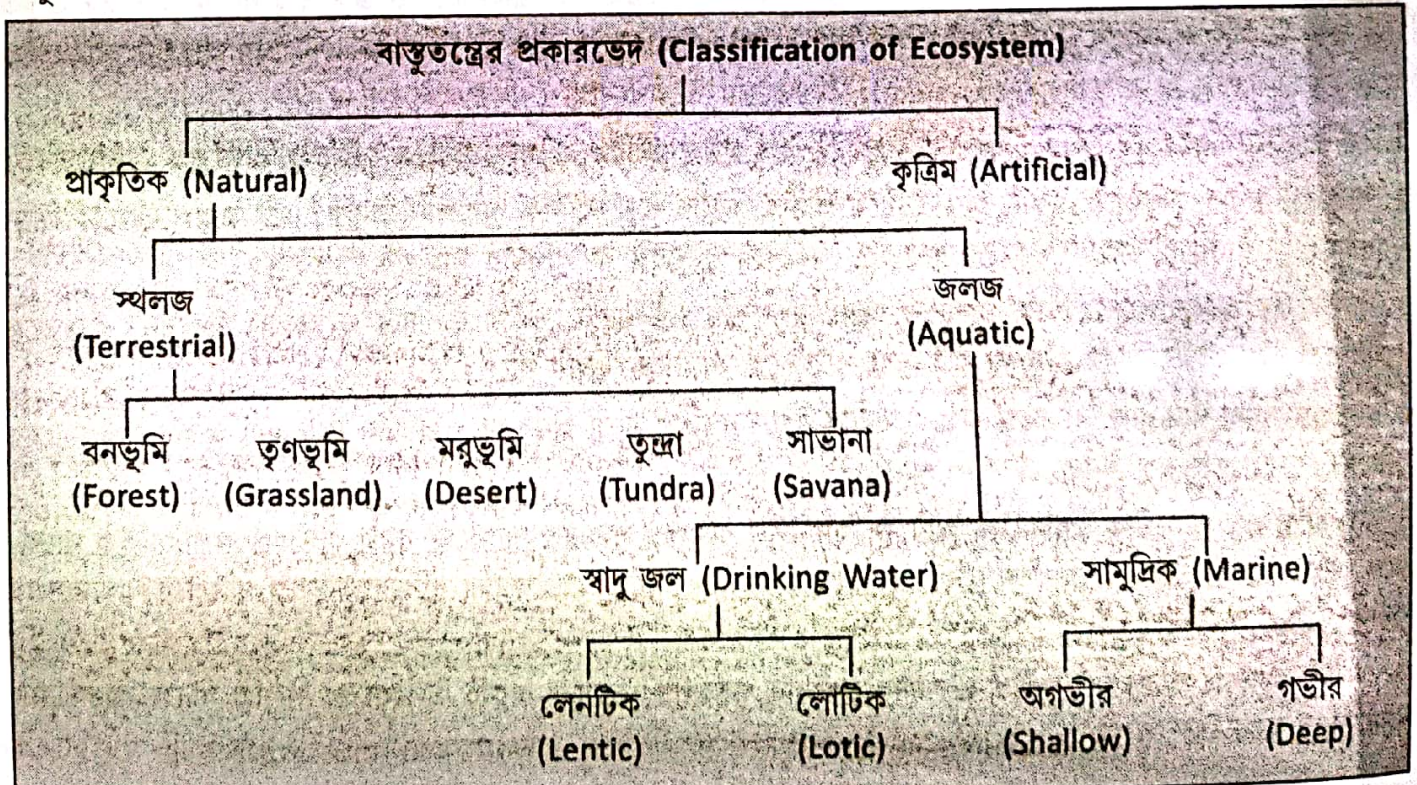 বাস্তুতন্ত্রের প্রকারভেদ (Classification of Ecosystem)
প্রাকৃতিক (Natural)
কৃত্রিম (Artificial)
স্থলজ
(Terrestrial)
জলজ
(Aquatic)
বনভূমি
(Forest)
তৃণভূমি
(Grassland)
মরুভূমি
(Desert)
তুন্দ্রা
(Tundra)
সাভানা
(Savana)
স্বাদু জল (Drinking Water)
সামুদ্রিক (Marine)
লেনটিক
(Lentic)
লোটিক
(Lotic)
অগভীর
(Shallow)
গভীর
(Deep)